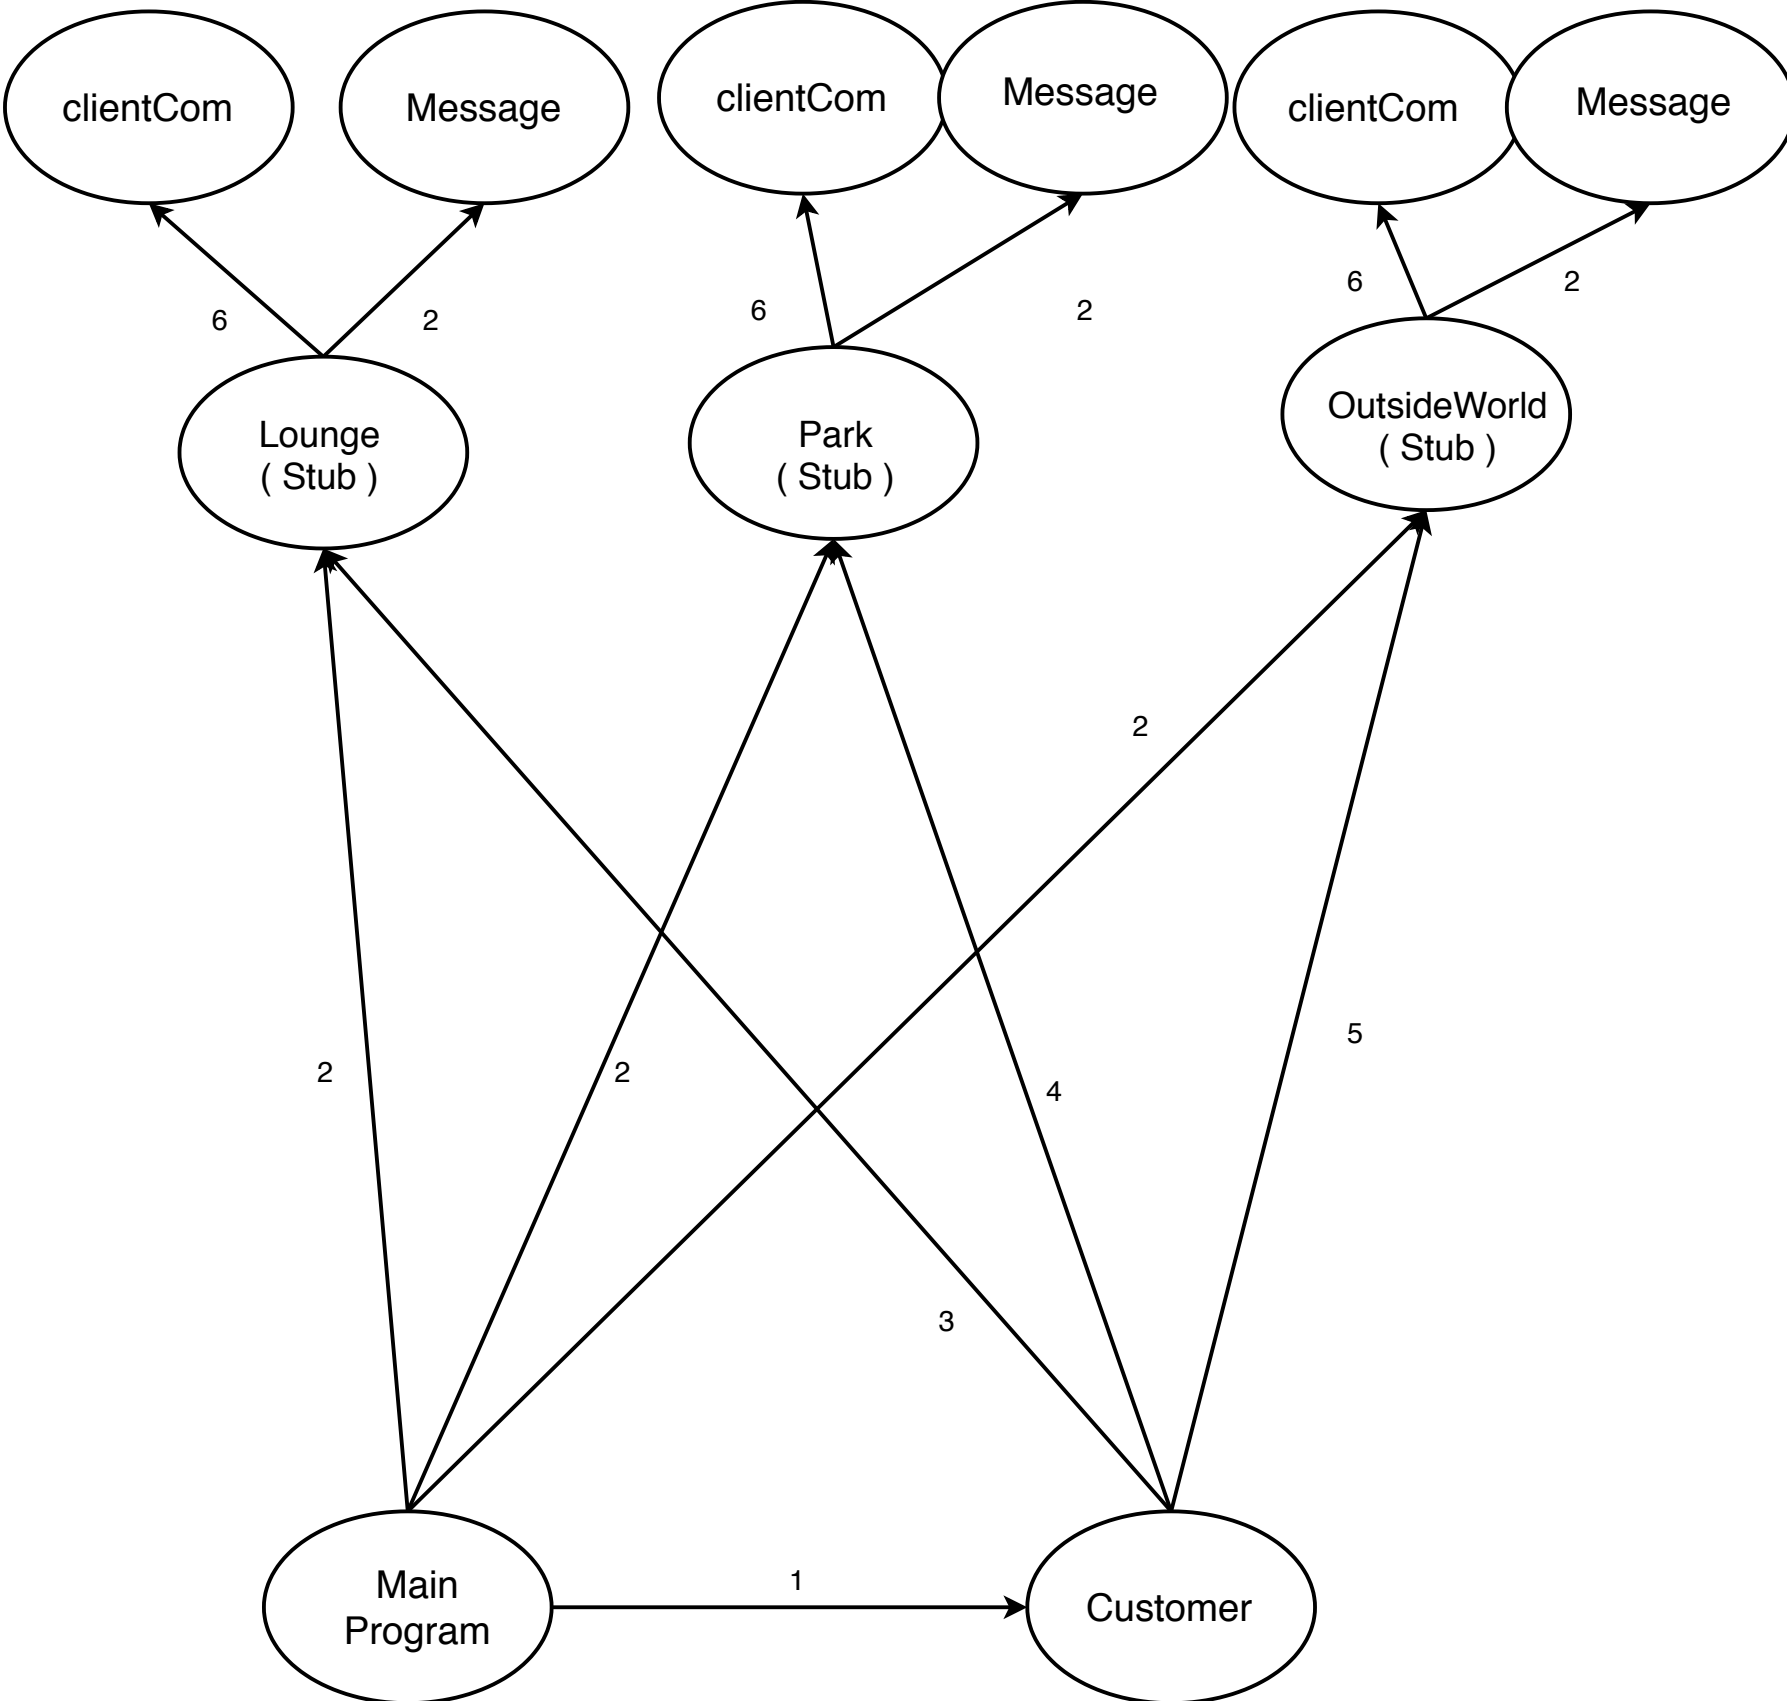 clientCom
Message
clientCom
Message
clientCom
Message
6
2
6
2
6
2
Lounge
( Stub )
Park
( Stub )
OutsideWorld
( Stub )
2
2
2
4
5
3
Main
Program
1
Customer